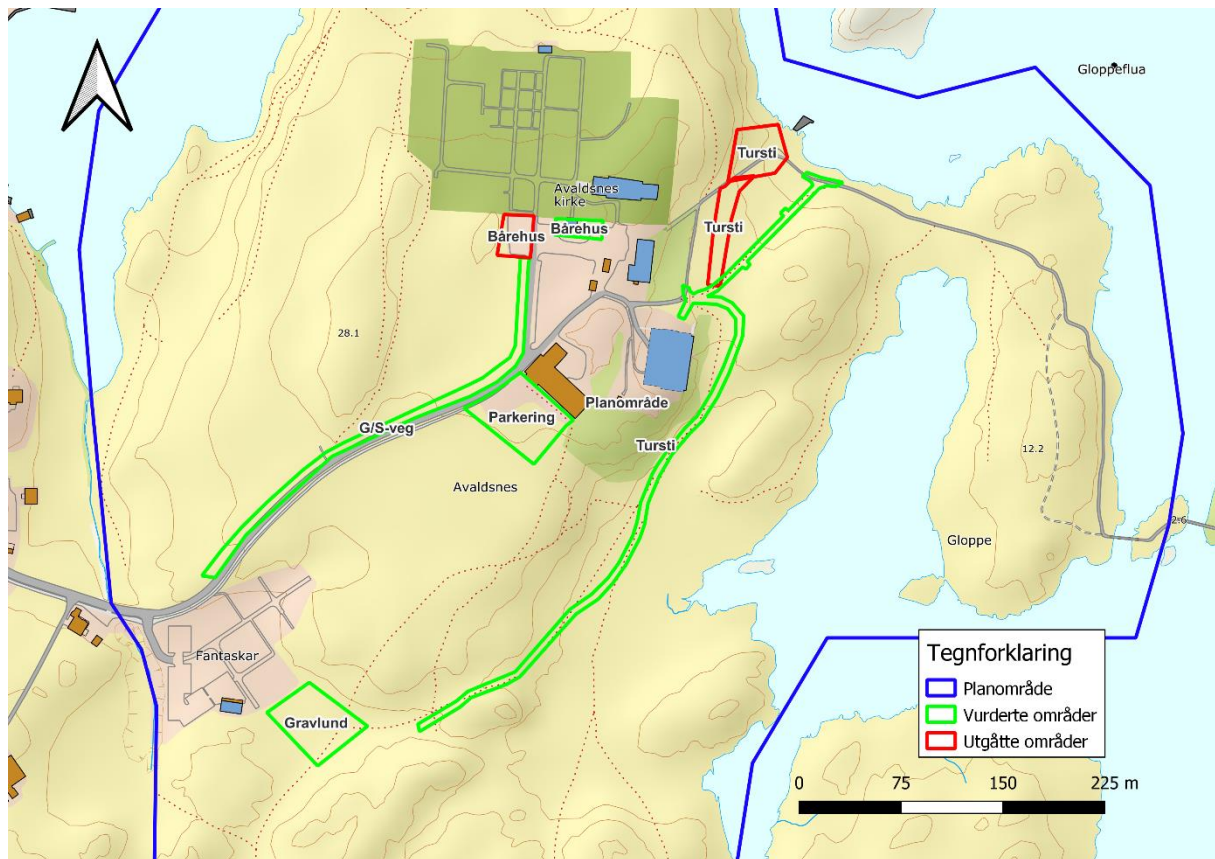 Gloppeflua
Tursti
Avaldsnes
kirke
Bårehus
Bårehus
Tursti
28.1
Planområde
Parkering
G/S-veg
Tursti
12.2
Avaldsnes
2.6
Gloppe
Fantaskar
Gravlund
Tegnforklaring
Planområde
Vurderte områder
Utgåtte områder
0 75 150 225 m